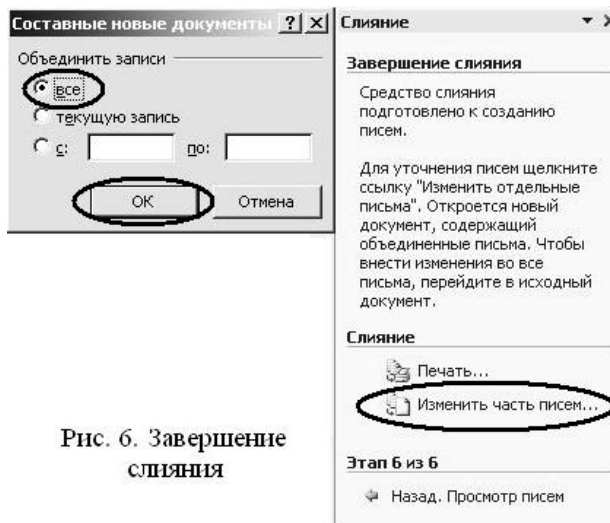 Составные новые документы
Объединить записи
все
текущую запись
с:
по:
ОК
Отмена
Рис. 6. Завершение
слияния
Слияние
Завершение слияния
Средство слияния
подготовлено к созданию
писем.
Для уточнения писем щелкните
ссылку "Изменить отдельные
письма". Откроется новый
документ, содержащий
объединенные письма. Чтобы
внести изменения во все
письма, перейдите в исходный
документ.
Слияние
Печать...
Изменить часть писем...
Этап 6 из 6
Назад. Просмотр писем